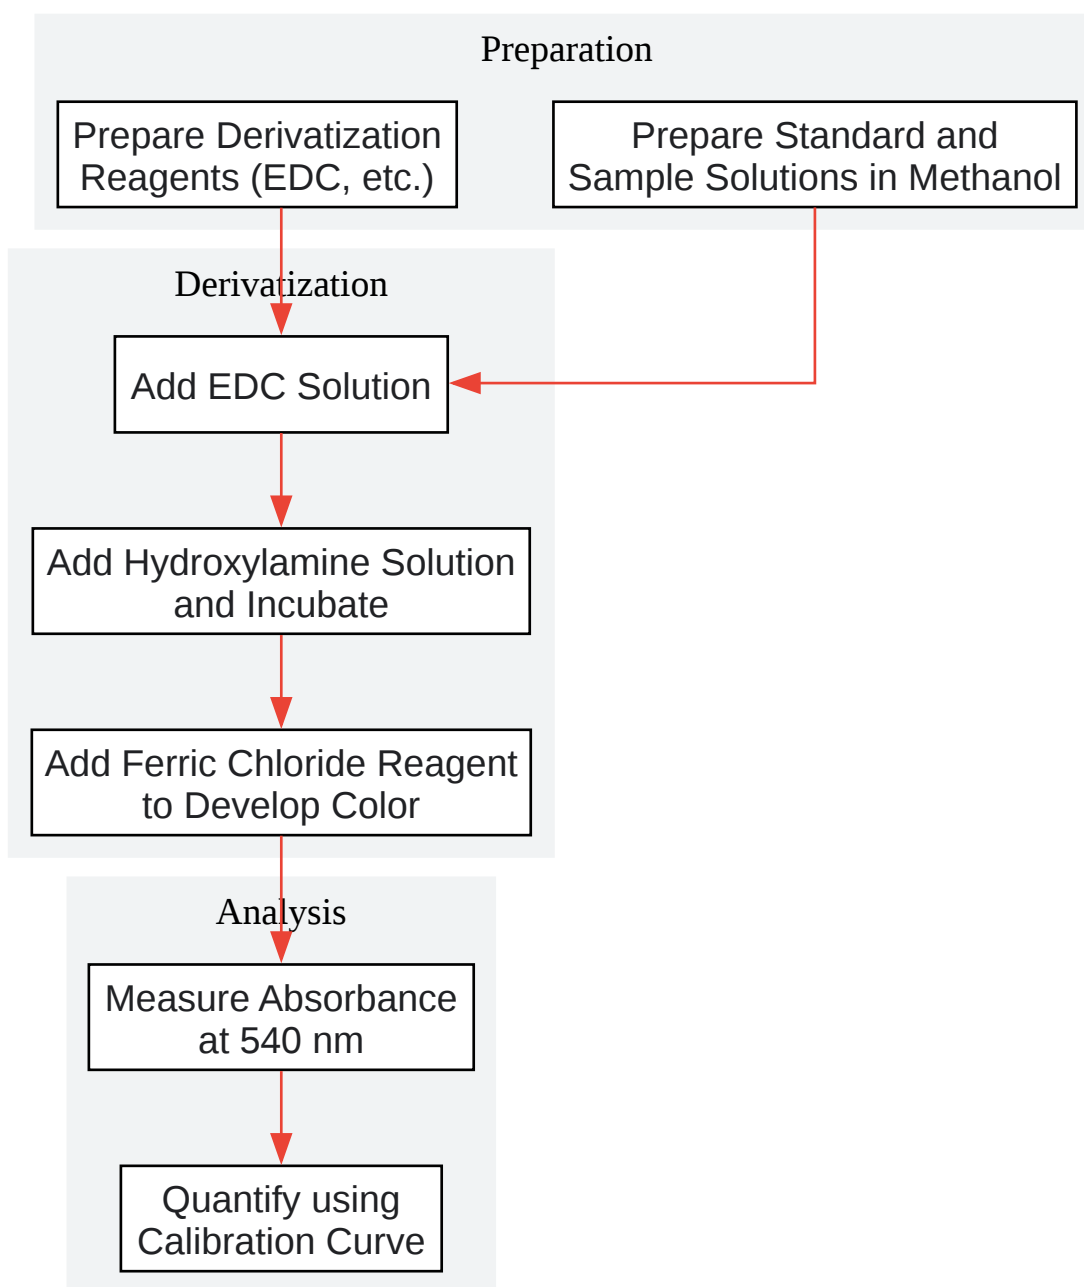 Preparation
Prepare Derivatization
Reagents (EDC, etc.)
Prepare Standard and
Sample Solutions in Methanol
Derivatization
Add EDC Solution
Add Hydroxylamine Solution
and Incubate
Add Ferric Chloride Reagent
to Develop Color
Analysis
Measure Absorbance
at 540 nm
Quantify using
Calibration Curve